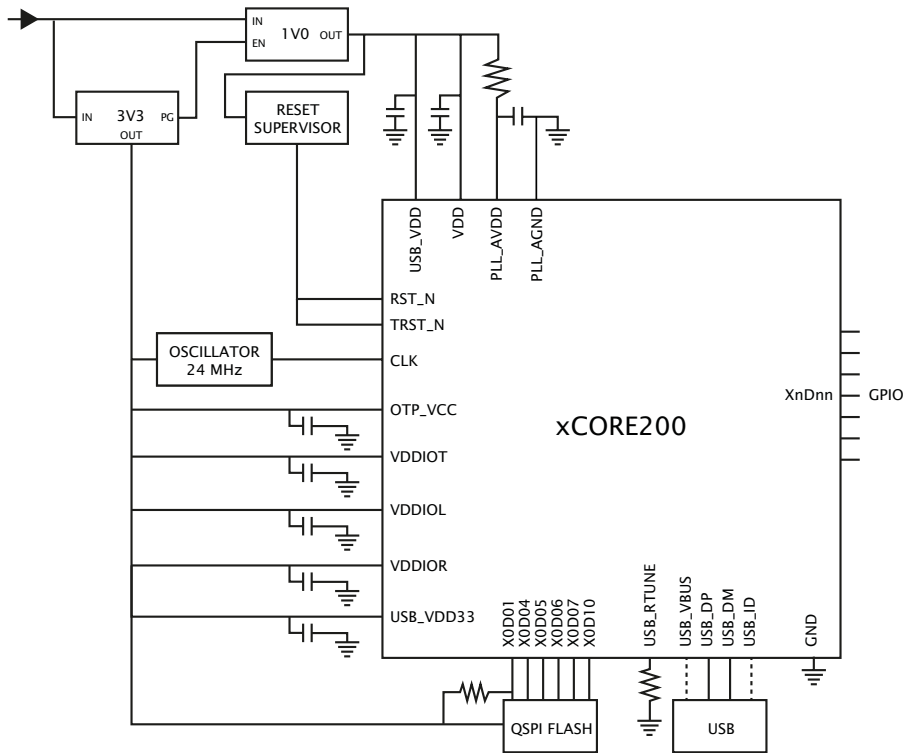 IN
EN
1V0
OUT
IN
3V3
PG
OUT
RESET
SUPERVISOR
USB_VDD
VDD
PLL_AVDD
PLL_AGND
RST_N
TRST_N
CLK
OSCILLATOR
24 MHz
OTP_VCC
VDDIOT
VDDIOL
VDDIOR
USB_VDD33
xCORE200
XnDnn
GPIO
X0D01
X0D04
X0D05
X0D06
X0D07
X0D10
USB_RTUNE
USB_VBUS
USB_DP
USB_DM
USB_ID
GND
QSPI FLASH
USB